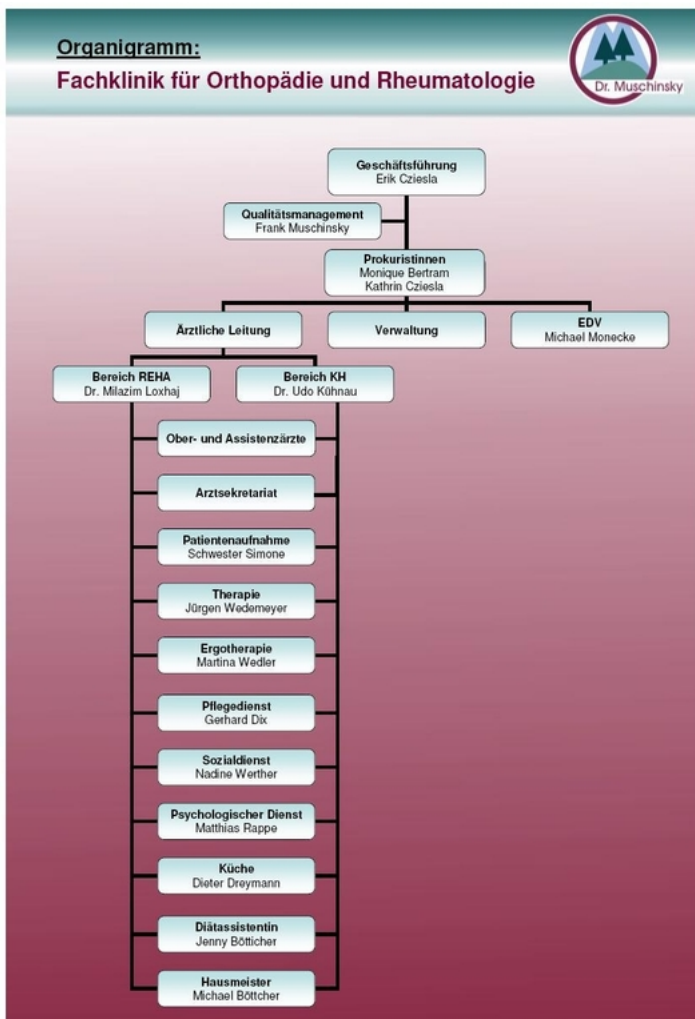 Organigramm:
Fachklinik für Orthopädie und Rheumatologie
Dr. Muschinsky
Geschäftsführung
Erik Cziesla
Qualitätsmanagement
Frank Muschinsky
Prokuristinnen
Monique Bertram
Kathrin Cziesla
Ärztliche Leitung
Verwaltung
EDV
Michael Monecke
Bereich REHA
Dr. Milazim Loxhaj
Bereich KH
Dr. Udo Kühnau
Ober- und Assistenzärzte
Arztsekretariat
Patientenaufnahme
Schwester Simone
Therapie
Jürgen Wedemeyer
Ergotherapie
Martina Wedler
Pflegedienst
Gerhard Dix
Sozialdienst
Nadine Werther
Psychologischer Dienst
Matthias Rappe
Küche
Dieter Dreymann
Diätassistentin
Jenny Bötticher
Hausmeister
Michael Böttcher